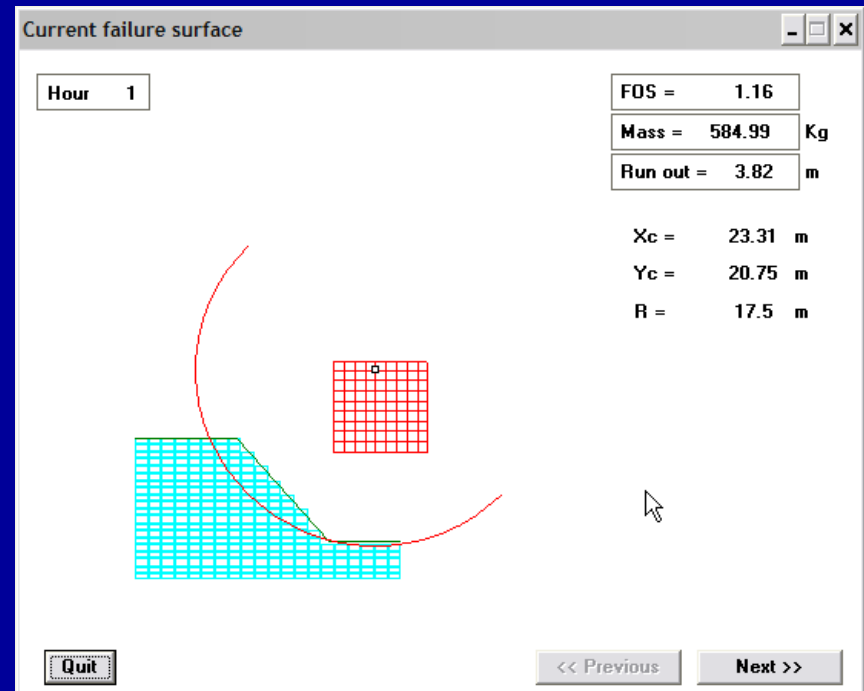 Current failure surface
Hour 1
FOS = 1.16
Mass = 584.99 Kg
Run out = 3.82 m
Xc = 23.31 m
Yc = 20.75 m
R = 17.5 m
Quit
<< Previous
Next >>